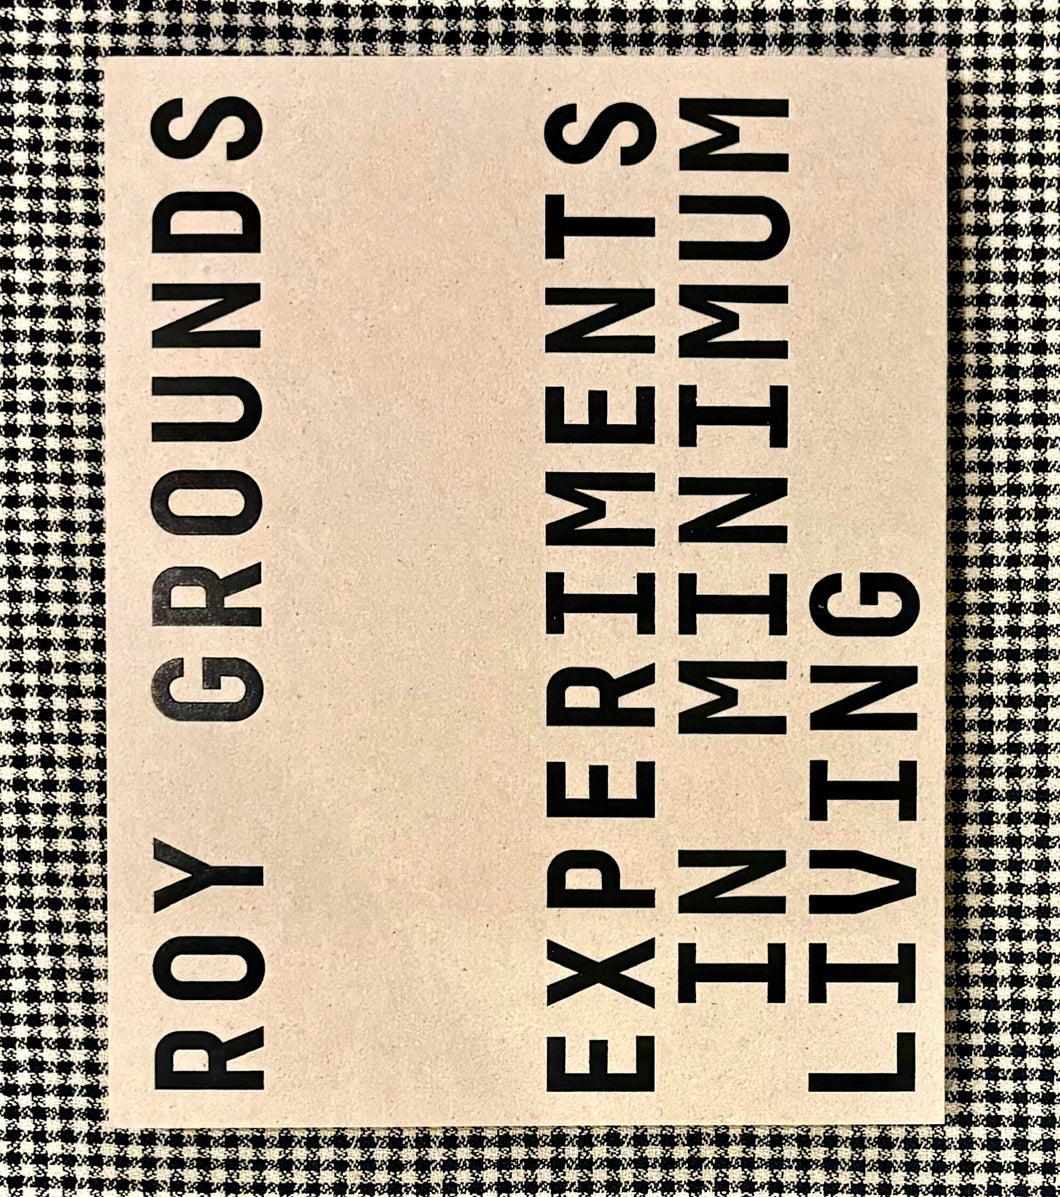 ROY GROUNDS
EXPERIMENTS
IN MINIMUM
LIVING